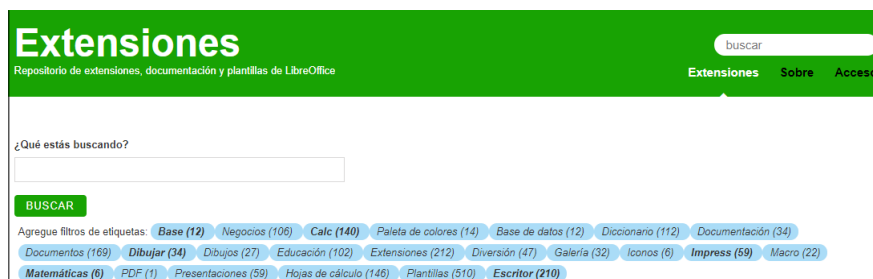 Extensiones
buscar
Repositorio de extensiones, documentación y plantillas de LibreOffice
Extensiones Sobre Acceso
¿Qué estás buscando?
BUSCAR
Agregue filtros de etiquetas: Base (12) Negocios (106) Calc (140) Paleta de colores (14) Base de datos (12) Diccionario (112) Documentación (34)
Documentos (169) Dibujar (34) Dibujos (27) Educación (102) Extensiones (212) Diversión (47) Galería (32) Iconos (6) Impress (59) Macro (22)
Matemáticas (6) PDF (1) Presentaciones (59) Hojas de cálculo (146) Plantillas (510) Escritor (210)